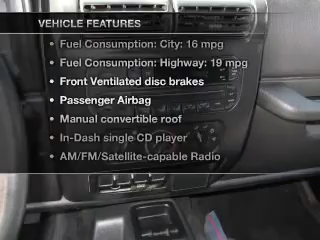 VEHICLE FEATURES
• Fuel Consumption: City: 16 mpg
• Fuel Consumption: Highway: 19 mpg
• Front Ventilated disc brakes
• Passenger Airbag
• Manual convertible roof
• In-Dash single CD player
• AM/FM/Satellite-capable Radio